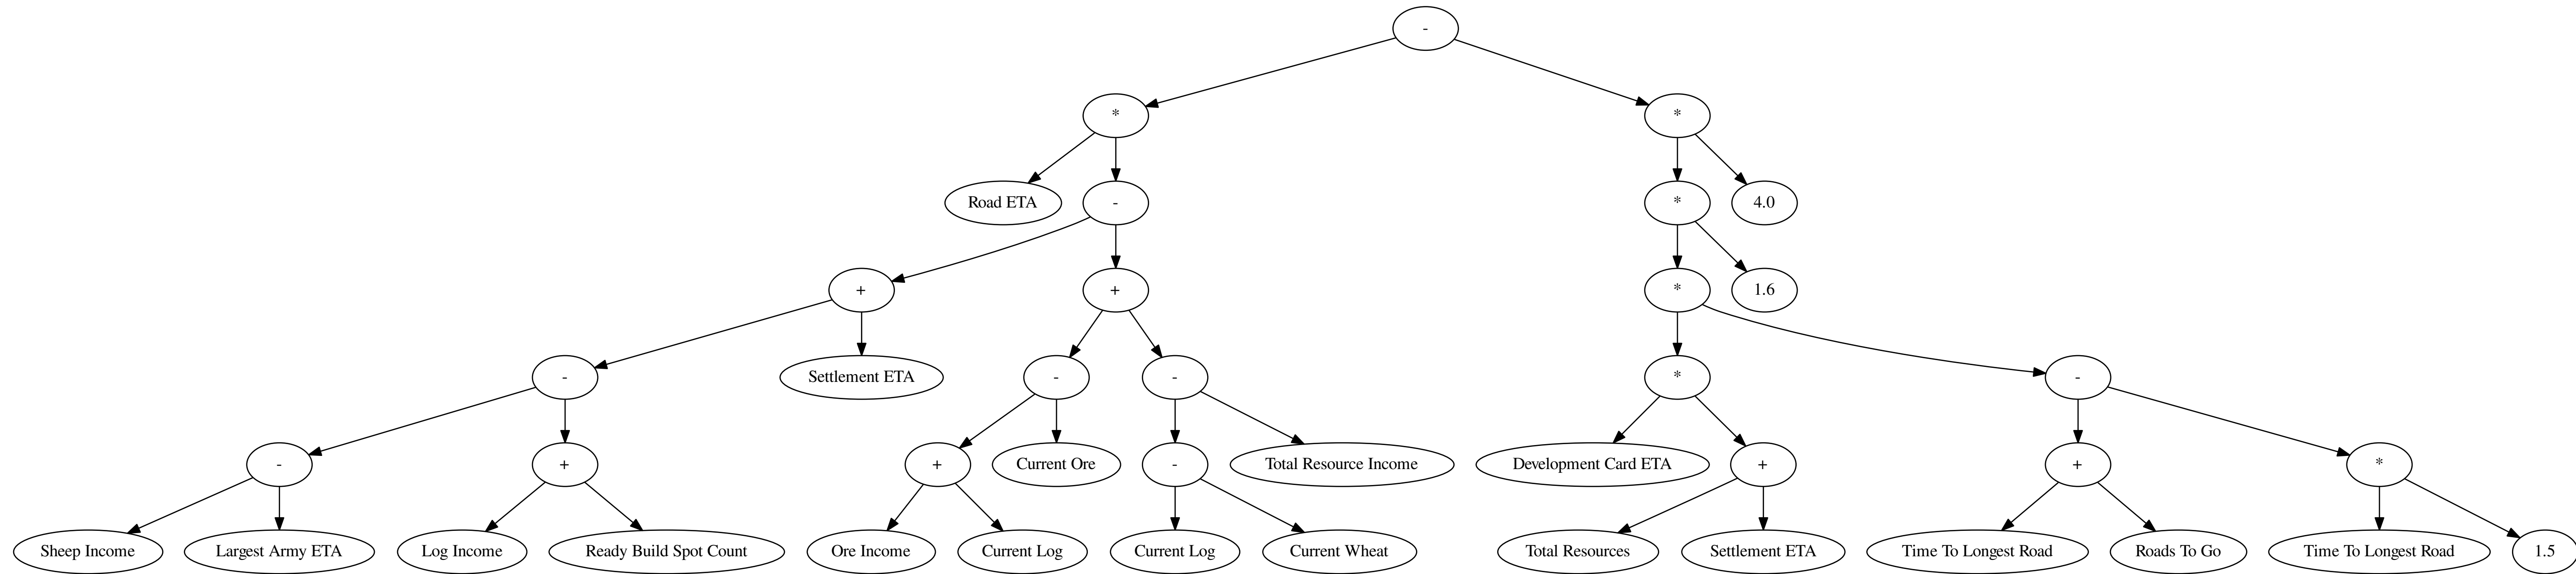 -
* *
Road ETA - * 4.0
+ + * 1.6
- Settlement ETA - - * -
- + + Current Ore - Total Resource Income Development Card ETA + + *
Sheep Income Largest Army ETA Log Income Ready Build Spot Count Ore Income Current Log Current Log Current Wheat Total Resources Settlement ETA Time To Longest Road Roads To Go Time To Longest Road 1.5